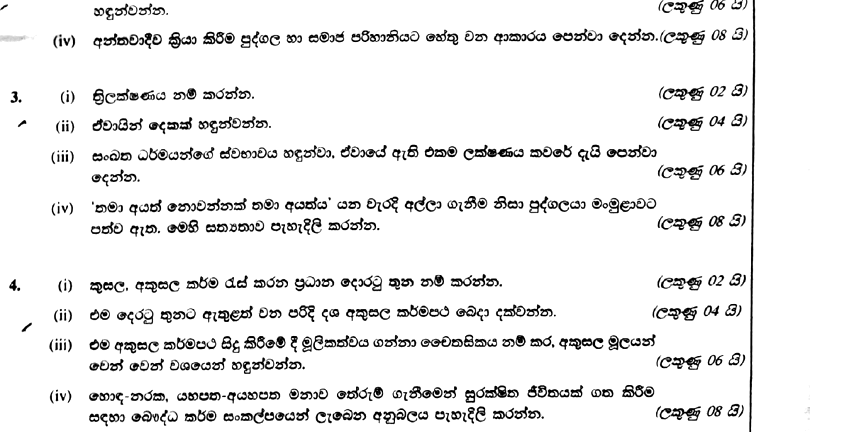 හඳුන්වන්න. (ලකුණු 06 යි)
(iv) අන්තවාදීව ක්‍රියා කිරීම පුද්ගල හා සමාජ පරිහානියට හේතු වන ආකාරය පෙන්වා දෙන්න.(ලකුණු 08 යි)
3. (i) ත්‍රිලක්ෂණය නම් කරන්න. (ලකුණු 02 යි)
(ii) ඒවායින් දෙකක් හඳුන්වන්න. (ලකුණු 04 යි)
(iii) සංඛත ධර්මයන්ගේ ස්වභාවය හඳුන්වා, ඒවායේ ඇති එකම ලක්ෂණය කවරේ දැයි පෙන්වා
දෙන්න. (ලකුණු 06 යි)
(iv) 'තමා අයත් නොවන්නක් තමා අයත්ය' යන වැරදි අල්ලා ගැනීම නිසා පුද්ගලයා මංමුළාවට
පත්ව ඇත. මෙහි සත්‍යතාව පැහැදිලි කරන්න. (ලකුණු 08 යි)
4. (i) කුසල, අකුසල කර්ම රැස් කරන ප්‍රධාන දොරටු තුන නම් කරන්න. (ලකුණු 02 යි)
(ii) එම දොරටු තුනට ඇතුළත් වන පරිදි දශ අකුසල කර්මපථ බෙදා දක්වන්න. (ලකුණු 04 යි)
(iii) එම අකුසල කර්මපථ සිදු කිරීමේ දී මූලිකත්වය ගන්නා චෛතසිකය නම් කර, අකුසල මූලයන්
වෙන් වෙන් වශයෙන් හඳුන්වන්න. (ලකුණු 06 යි)
(iv) හොඳ-නරක, යහපත-අයහපත මනාව තේරුම් ගැනීමෙන් සුරක්ෂිත ජීවිතයක් ගත කිරීම
සඳහා බෞද්ධ කර්ම සංකල්පයෙන් ලැබෙන අනුබලය පැහැදිලි කරන්න. (ලකුණු 08 යි)